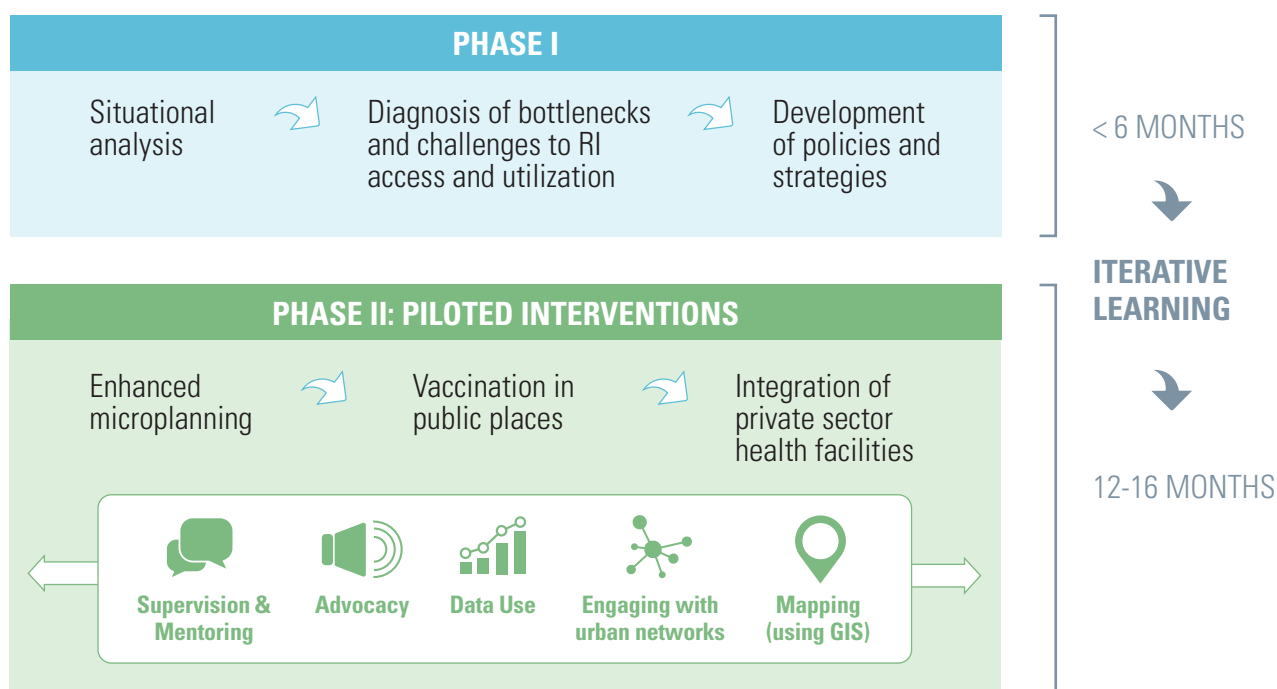 PHASE I
Situational
analysis
Diagnosis of bottlenecks
and challenges to RI
access and utilization
Development
of policies and
strategies
< 6 MONTHS
ITERATIVE
LEARNING
PHASE II: PILOTED INTERVENTIONS
Enhanced
microplanning
Vaccination in
public places
Integration of
private sector
health facilities
12-16 MONTHS
Supervision &
Mentoring
Advocacy
Data Use
Engaging with
urban networks
Mapping
(using GIS)